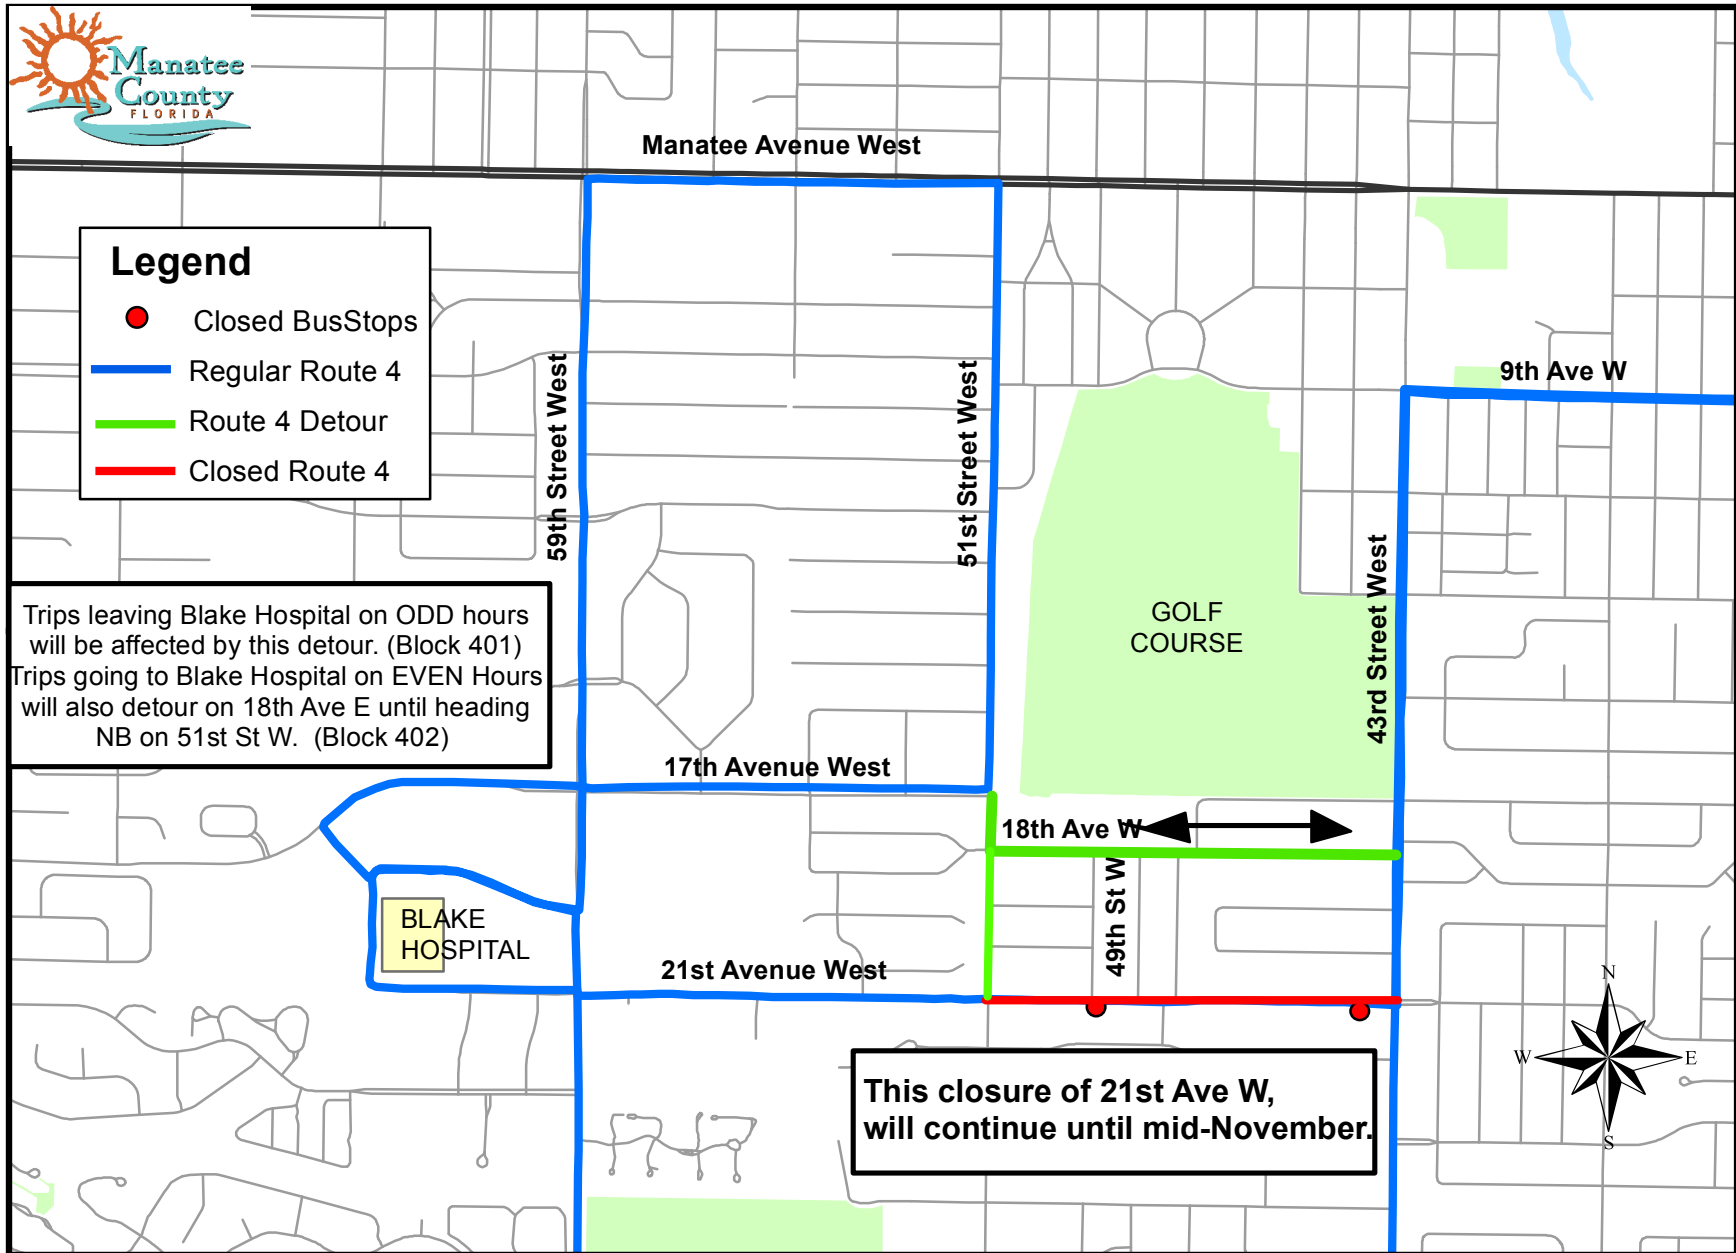 Manatee
County
FLORIDA
Manatee Avenue West
Legend
Closed BusStops
Regular Route 4
Route 4 Detour
Closed Route 4
59th Street West
51st Street West
9th Ave W
43rd Street West
GOLF
COURSE
Trips leaving Blake Hospital on ODD hours
will be affected by this detour. (Block 401)
Trips going to Blake Hospital on EVEN Hours
will also detour on 18th Ave E until heading
NB on 51st St W. (Block 402)
17th Avenue West
18th Ave W
49th St W
BLAKE
HOSPITAL
21st Avenue West
N
W
E
S
This closure of 21st Ave W,
will continue until mid-November.